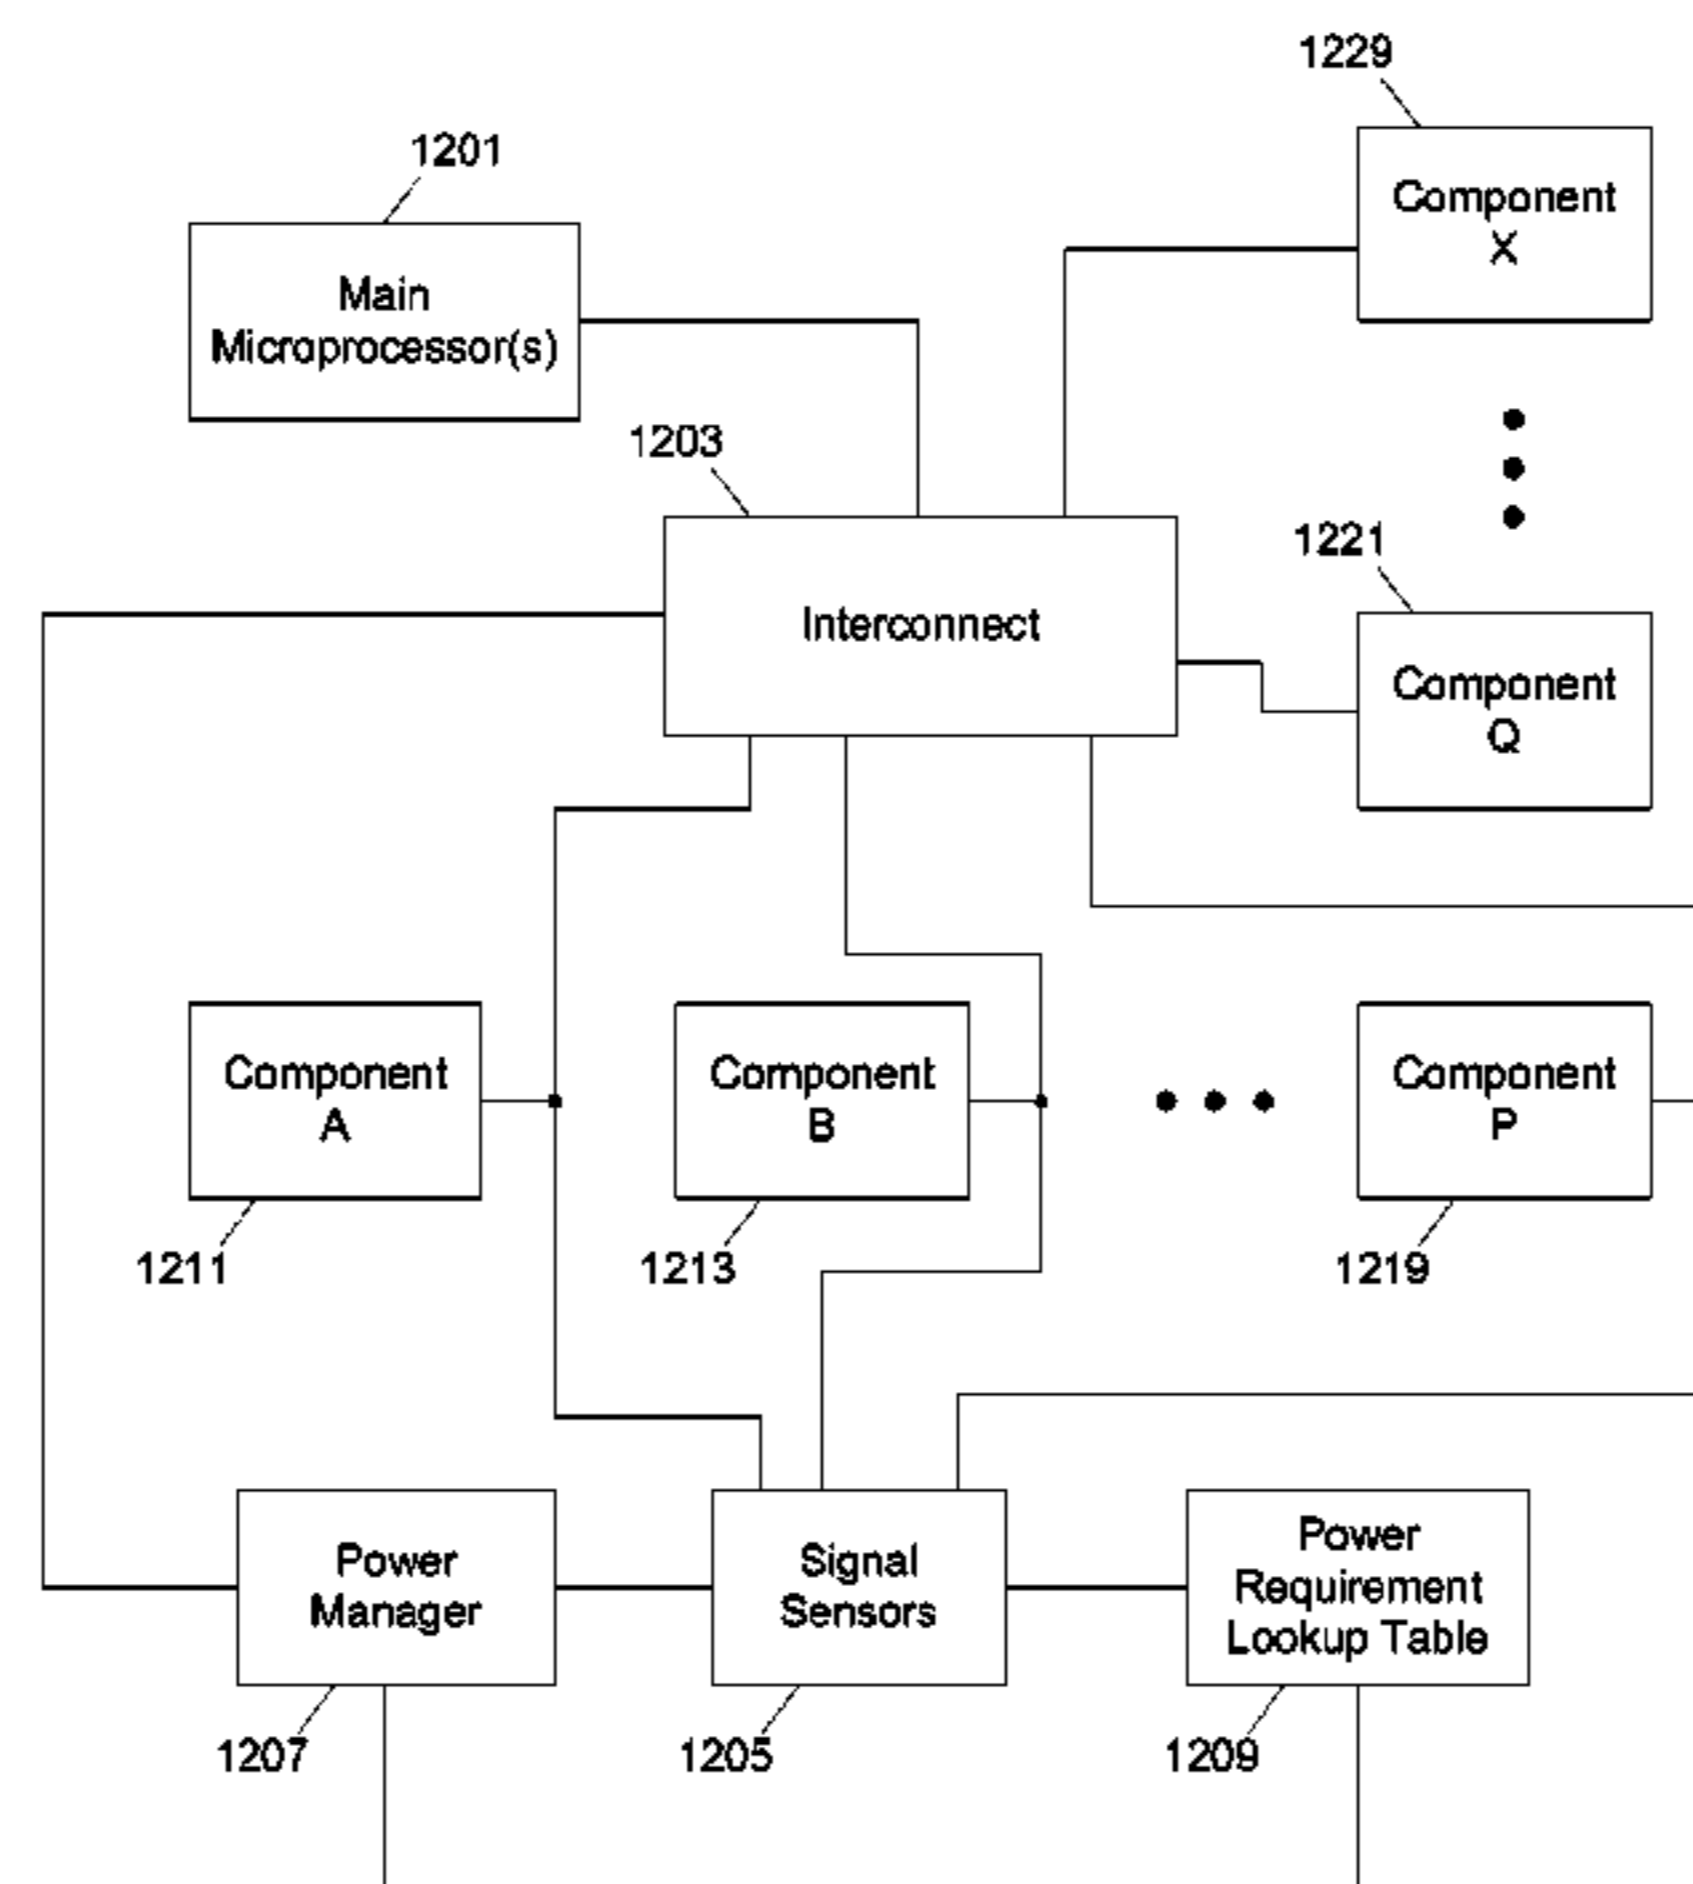 1229
Component
X
1201
Main
Microprocessor(s)
1203
Interconnect
1221
Component
Q
Component
A
Component
B
Component
P
1211
1213
1219
Power
Manager
Signal
Sensors
Power
Requirement
Lookup Table
1207
1205
1209